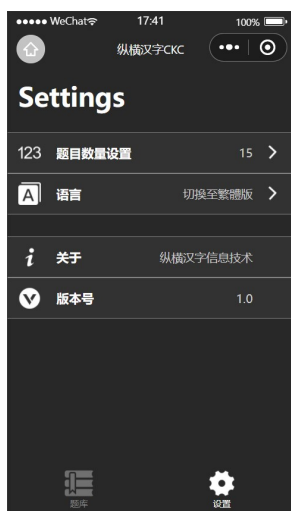 WeChat 17:41 100%
纵横汉字CKC
Settings
123 题目数量设置 15
A 语言 切换至繁體版
i 关于 纵横汉字信息技术
V 版本号 1.0
题库 设置